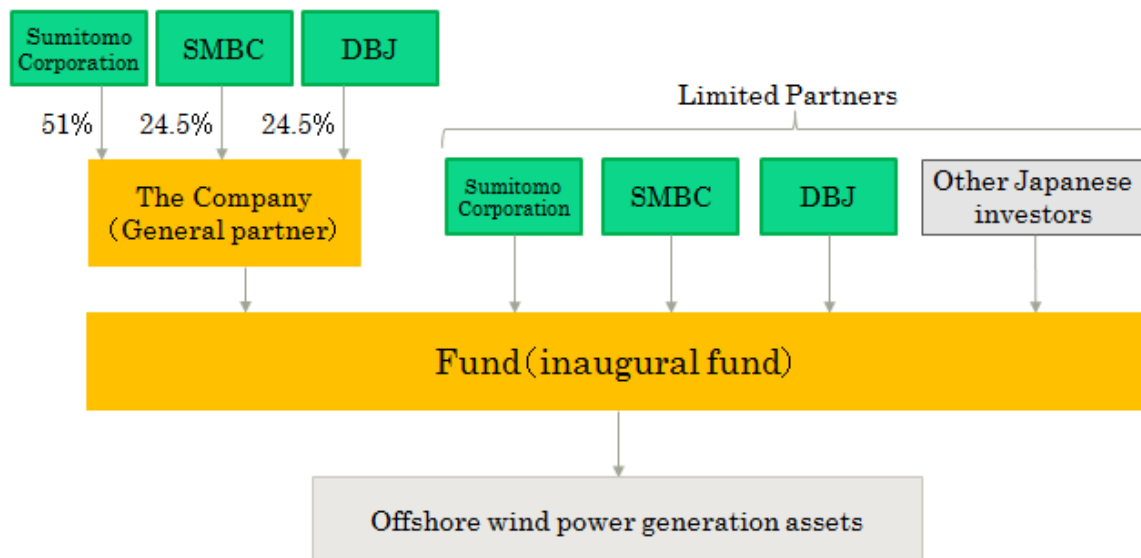 Sumitomo
Corporation
SMBC
DBJ
51%
24.5%
24.5%
The Company
(General partner)
Limited Partners
Sumitomo
Corporation
SMBC
DBJ
Other Japanese
investors
Fund(inaugural fund)
Offshore wind power generation assets